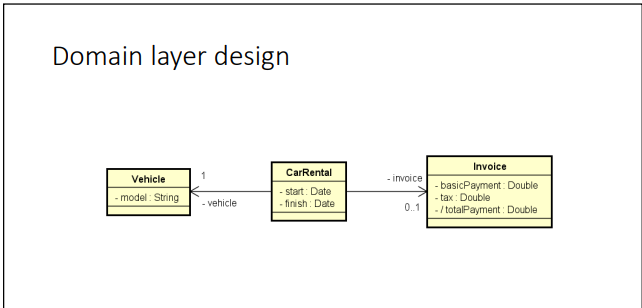 Domain layer design
Vehicle
- model : String
1
- vehicle
CarRental
- start : Date
- finish : Date
- invoice
0..1
Invoice
- basicPayment : Double
- tax : Double
- / totalPayment : Double